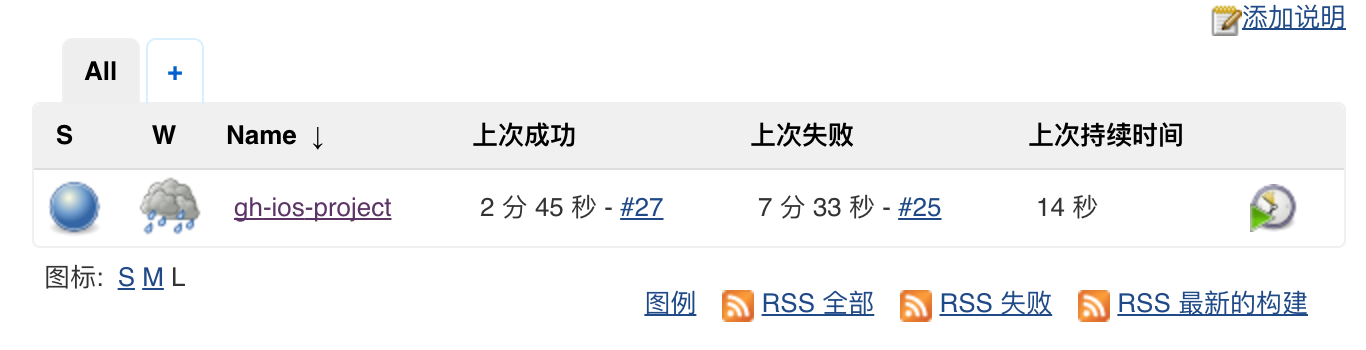 添加说明
All +
S W Name ↓ 上次成功 上次失败 上次持续时间
gh-ios-project 2 分 45 秒 - #27 7 分 33 秒 - #25 14 秒
图标: S M L
图例 RSS 全部 RSS 失败 RSS 最新的构建